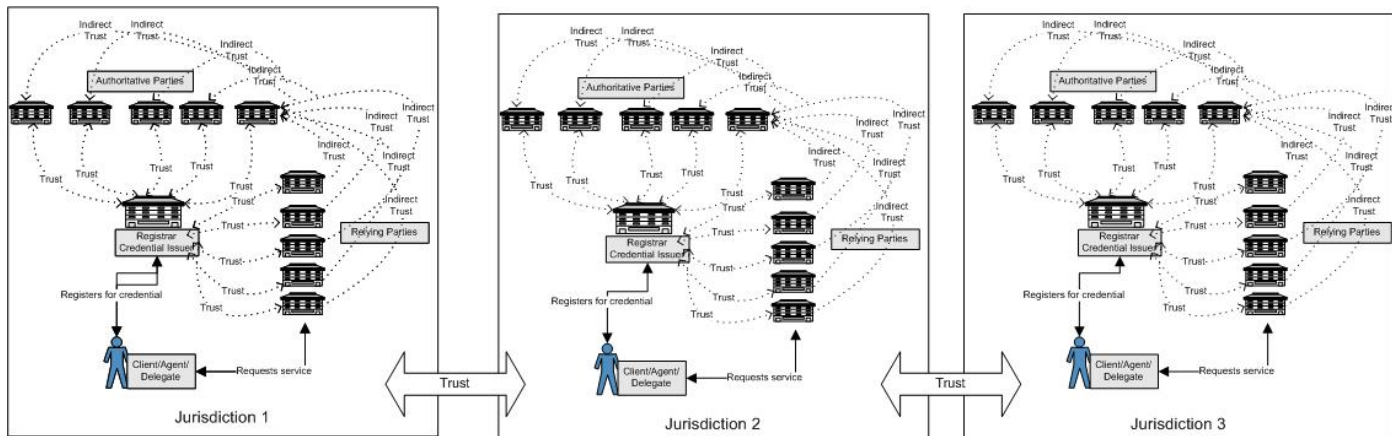 Indirect
Trust
Indirect
Trust
Indirect
Trust
Indirect
Trust
Authoritative Parties
Indirect
Trust
Indirect
Trust
Trust
Trust
Trust
Trust
Trust
Indirect
Trust
Indirect
Trust
Trust
Registrar
Credential Issuer
Relying Parties
Trust
Trust
Trust
Trust
Registers for credential
Client/Agent/
Delegate
Requests service
Jurisdiction 1
Trust
Indirect
Trust
Indirect
Trust
Indirect
Trust
Indirect
Trust
Authoritative Parties
Indirect
Trust
Indirect
Trust
Trust
Trust
Trust
Trust
Trust
Indirect
Trust
Indirect
Trust
Trust
Registrar
Credential Issuer
Relying Parties
Trust
Trust
Trust
Trust
Registers for credential
Client/Agent/
Delegate
Requests service
Jurisdiction 2
Trust
Indirect
Trust
Indirect
Trust
Indirect
Trust
Indirect
Trust
Authoritative Parties
Indirect
Trust
Indirect
Trust
Trust
Trust
Trust
Trust
Trust
Indirect
Trust
Indirect
Trust
Trust
Registrar
Credential Issuer
Relying Parties
Trust
Trust
Trust
Trust
Registers for credential
Client/Agent/
Delegate
Requests service
Jurisdiction 3